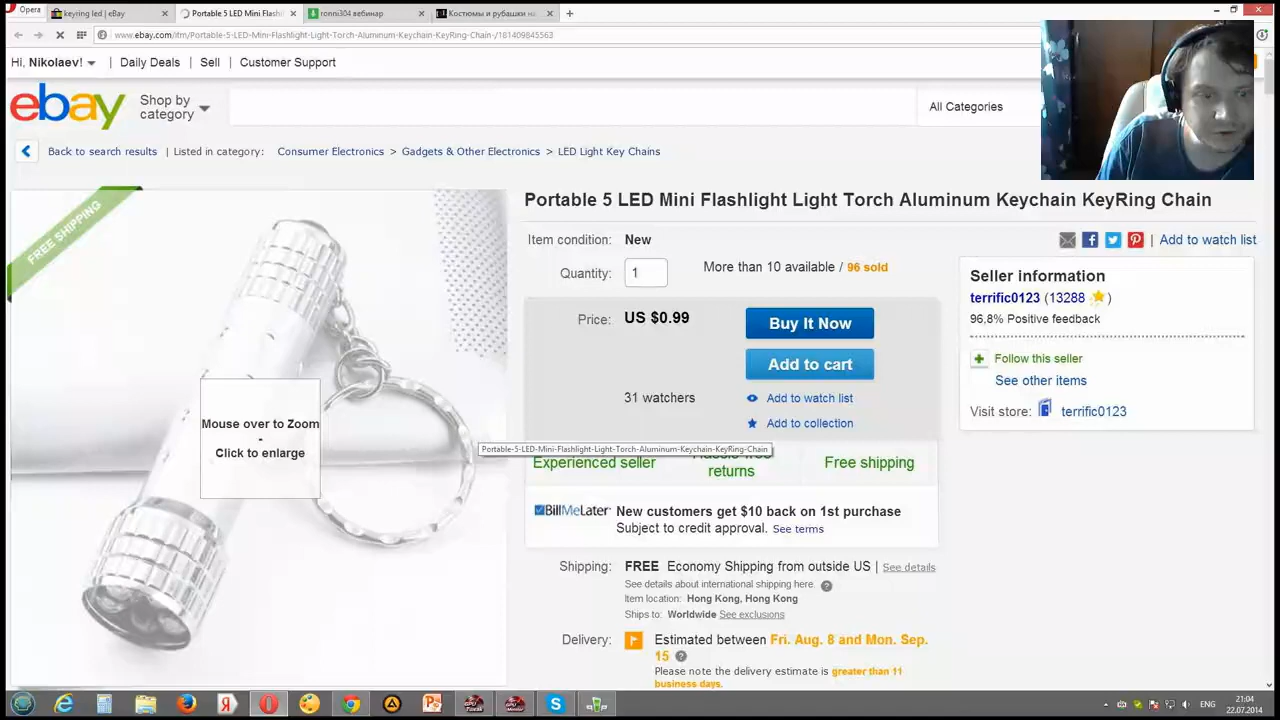 Opera
keyring led | eBay
Portable 5 LED Mini Flashli
ronni304 вебинар
Костюмы и рубашки на
www.ebay.com/itm/Portable-5-LED-Mini-Flashlight-Light-Torch-Aluminum-Keychain-KeyRing-Chain-/181409845563
Hi, Nikolaev!
Daily Deals
Sell
Customer Support
ebay
Shop by
category
All Categories
Back to search results | Listed in category: Consumer Electronics > Gadgets & Other Electronics > LED Light Key Chains
FREE SHIPPING
Mouse over to Zoom
-
Click to enlarge
Portable 5 LED Mini Flashlight Light Torch Aluminum Keychain KeyRing Chain
Item condition: New
| Add to watch list
Quantity: 1
More than 10 available / 96 sold
Price: US $0.99
Buy It Now
Add to cart
31 watchers
Add to watch list
Add to collection
Portable-5-LED-Mini-Flashlight-Light-Torch-Aluminum-Keychain-KeyRing-Chain
Experienced seller
returns
Free shipping
BillMeLater
New customers get $10 back on 1st purchase
Subject to credit approval. See terms
Shipping: FREE Economy Shipping from outside US | See details
See details about international shipping here.
Item location: Hong Kong, Hong Kong
Ships to: Worldwide See exclusions
Delivery: Estimated between Fri. Aug. 8 and Mon. Sep.
15
Please note the delivery estimate is greater than 11
business days.
Seller information
terrific0123 (13288)
96,8% Positive feedback
Follow this seller
See other items
Visit store: terrific0123
ENG
21:04
22.07.2014